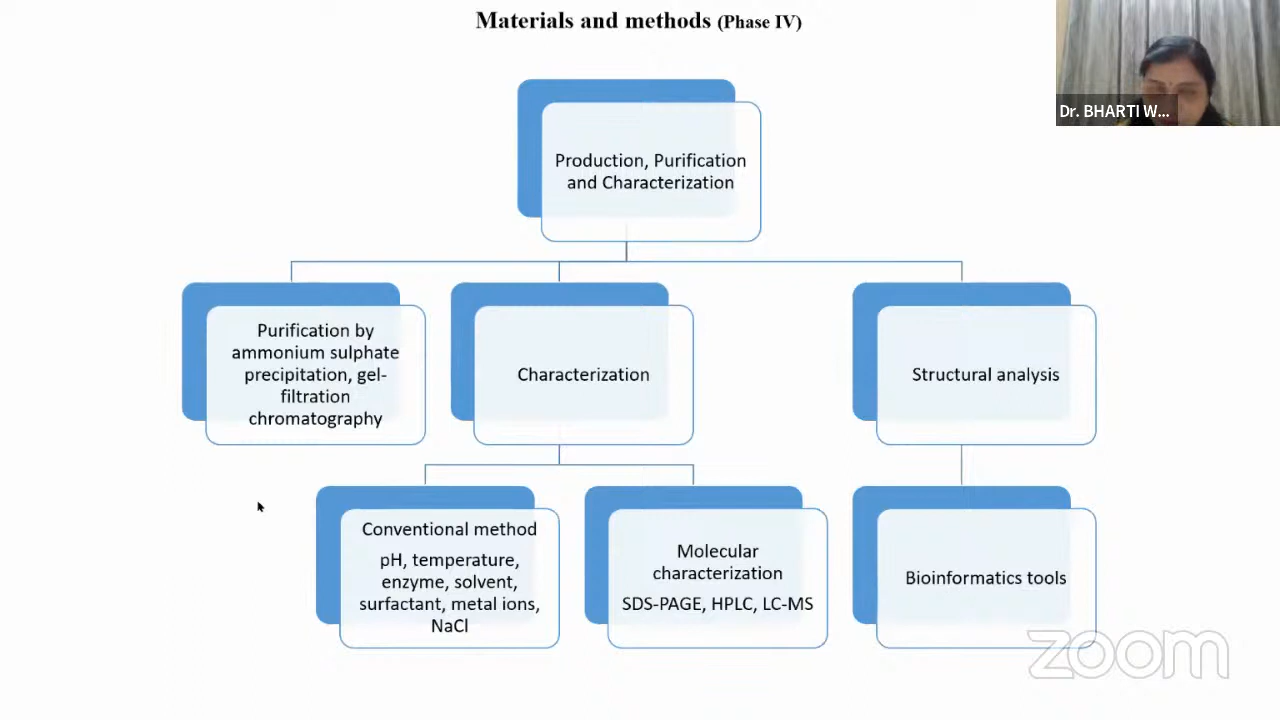 Materials and methods (Phase IV)
Dr. BHARTI W...
Production, Purification
and Characterization
Purification by
ammonium sulphate
precipitation, gel-
filtration
chromatography
Characterization
Structural analysis
Conventional method
pH, temperature,
enzyme, solvent,
surfactant, metal ions,
NaCl
Molecular
characterization
SDS-PAGE, HPLC, LC-MS
Bioinformatics tools
zoom